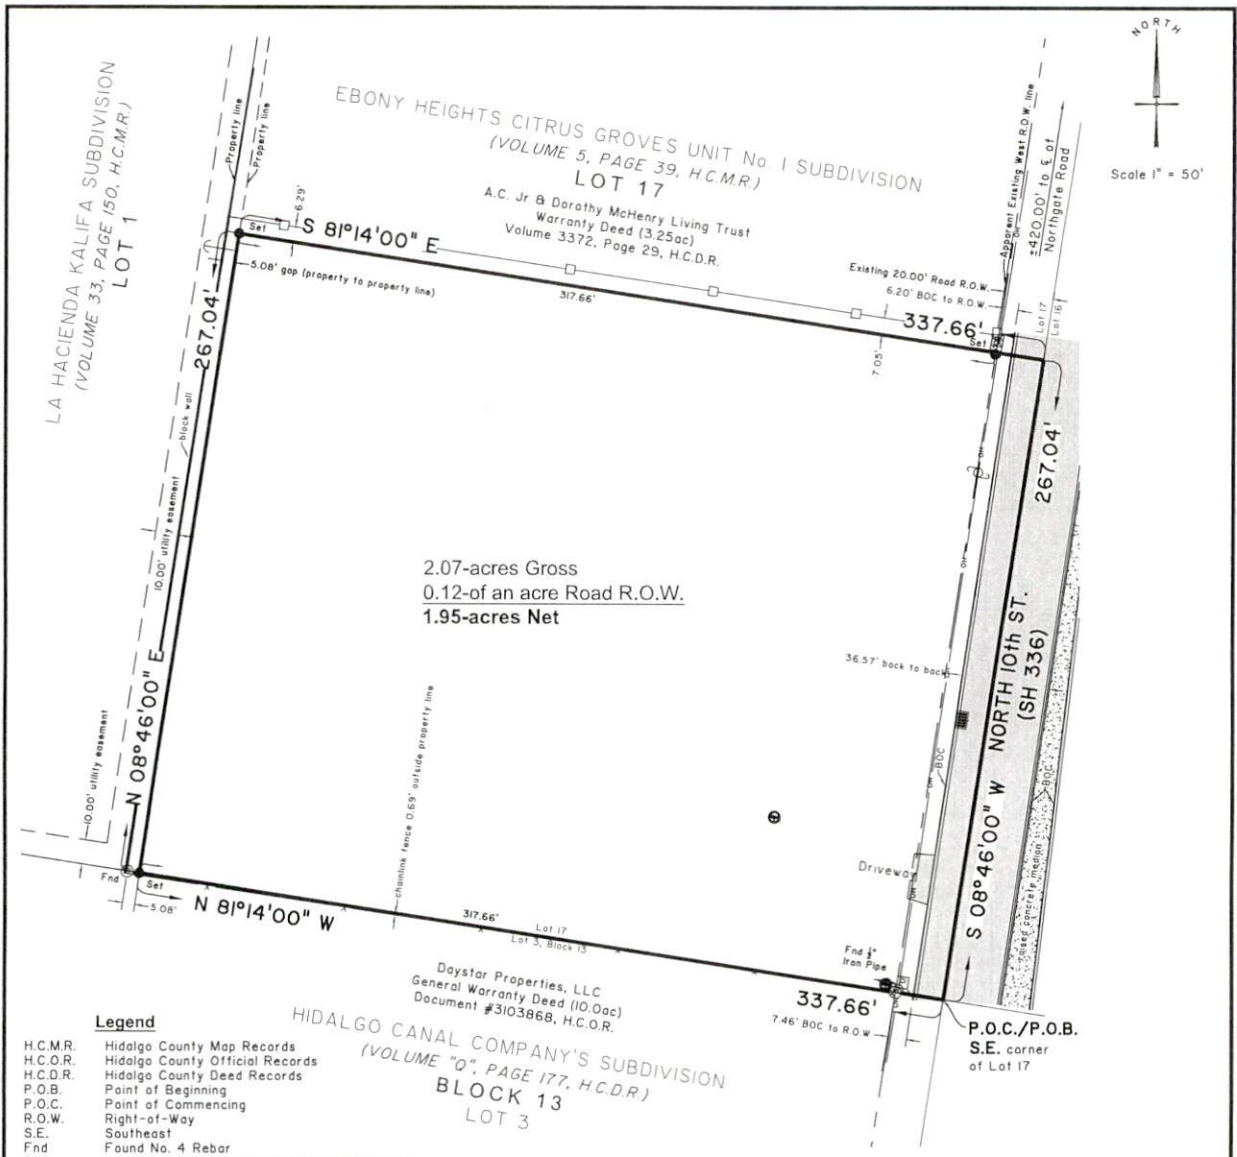 NORTH
Scale 1" = 50'
LA HACIENDA KALIFA SUBDIVISION
(VOLUME 33, PAGE 150, H.C.M.R.)
LOT 1
EBONY HEIGHTS CITRUS GROVES UNIT No. 1 SUBDIVISION
(VOLUME 5, PAGE 39, H.C.M.R.)
LOT 17
A.C. Jr & Dorothy McHenry Living Trust
Warranty Deed (3.25ac)
Volume 3372, Page 29, H.C.D.R.
Property line
Property line
Apparent Existing West R.O.W. line
±420.00' to ℄ of
Northgate Road
6.29'
Set
S 81°14'00" E
5.08' gap (property to property line)
317.66'
Existing 20.00' Road R.O.W.
6.20' BOC to R.O.W.
337.66'
Set
7.05'
Lot 17
Lot 16
267.04'
block wall
10.00' utility easement
N 08°46'00" E
10.00' utility easement
OH
OH
OH
OH
OH
OH
267.04'
2.07-acres Gross
0.12-of an acre Road R.O.W.
1.95-acres Net
36.57' back to back
NORTH 10th ST.
(SH 336)
S 08°46'00" W
BOC
BOC
raised concrete median
chainlink fence 0.69' outside property line
Driveway
Fnd
Set
5.08'
N 81°14'00" W
317.66'
Lot 17
Lot 3, Block 13
Fnd ½"
Iron Pipe
337.66'
7.46' BOC to R.O.W
P.O.C./P.O.B.
S.E. corner
of Lot 17
Daystar Properties, LLC
General Warranty Deed (10.0ac)
Document #3103868, H.C.O.R.
HIDALGO CANAL COMPANY'S SUBDIVISION
(VOLUME "Q", PAGE 177, H.C.D.R.)
BLOCK 13
LOT 3
Legend
H.C.M.R. Hidalgo County Map Records
H.C.O.R. Hidalgo County Official Records
H.C.D.R. Hidalgo County Deed Records
P.O.B. Point of Beginning
P.O.C. Point of Commencing
R.O.W. Right-of-Way
S.E. Southeast
Fnd Found No. 4 Rebar